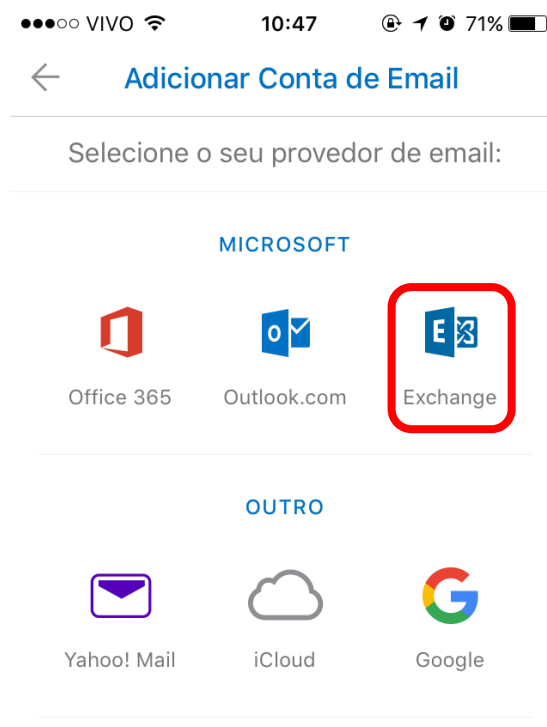 VIVO 10:47 71%
Adicionar Conta de Email
Selecione o seu provedor de email:
MICROSOFT
Office 365 Outlook.com Exchange
OUTRO
Yahoo! Mail iCloud Google